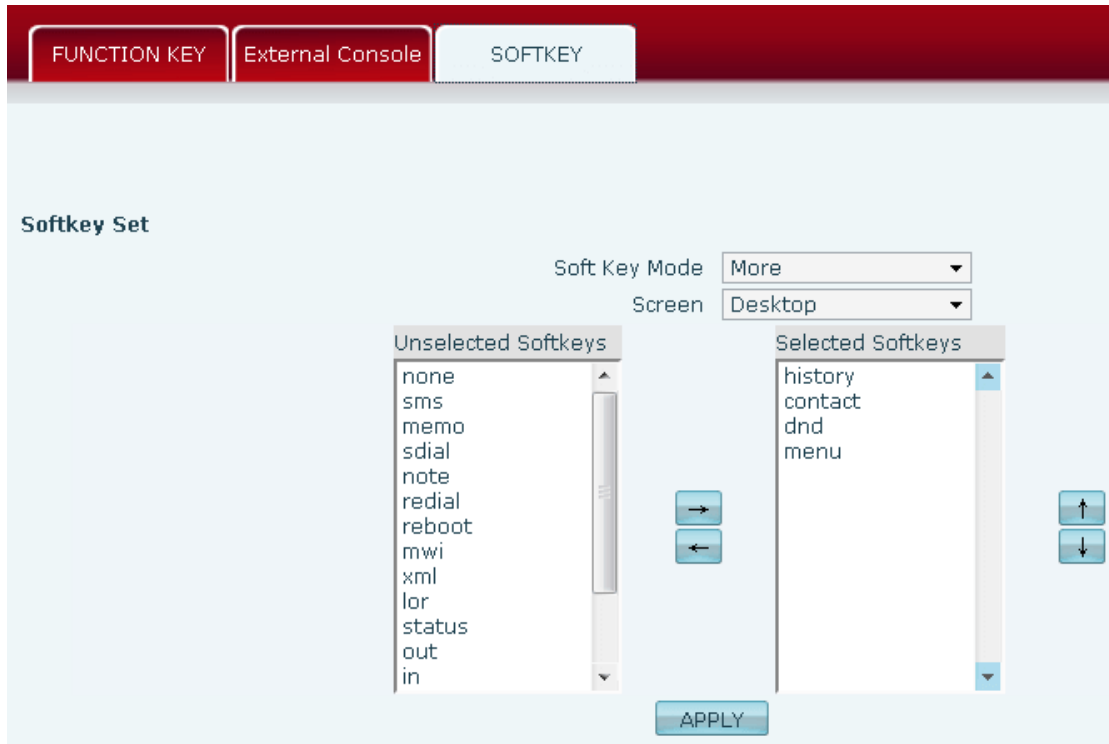 FUNCTION KEY
External Console
SOFTKEY
Softkey Set
Soft Key Mode More
Screen Desktop
Unselected Softkeys
none
sms
memo
sdial
note
redial
reboot
mwi
xml
lor
status
out
in
Selected Softkeys
history
contact
dnd
menu
APPLY